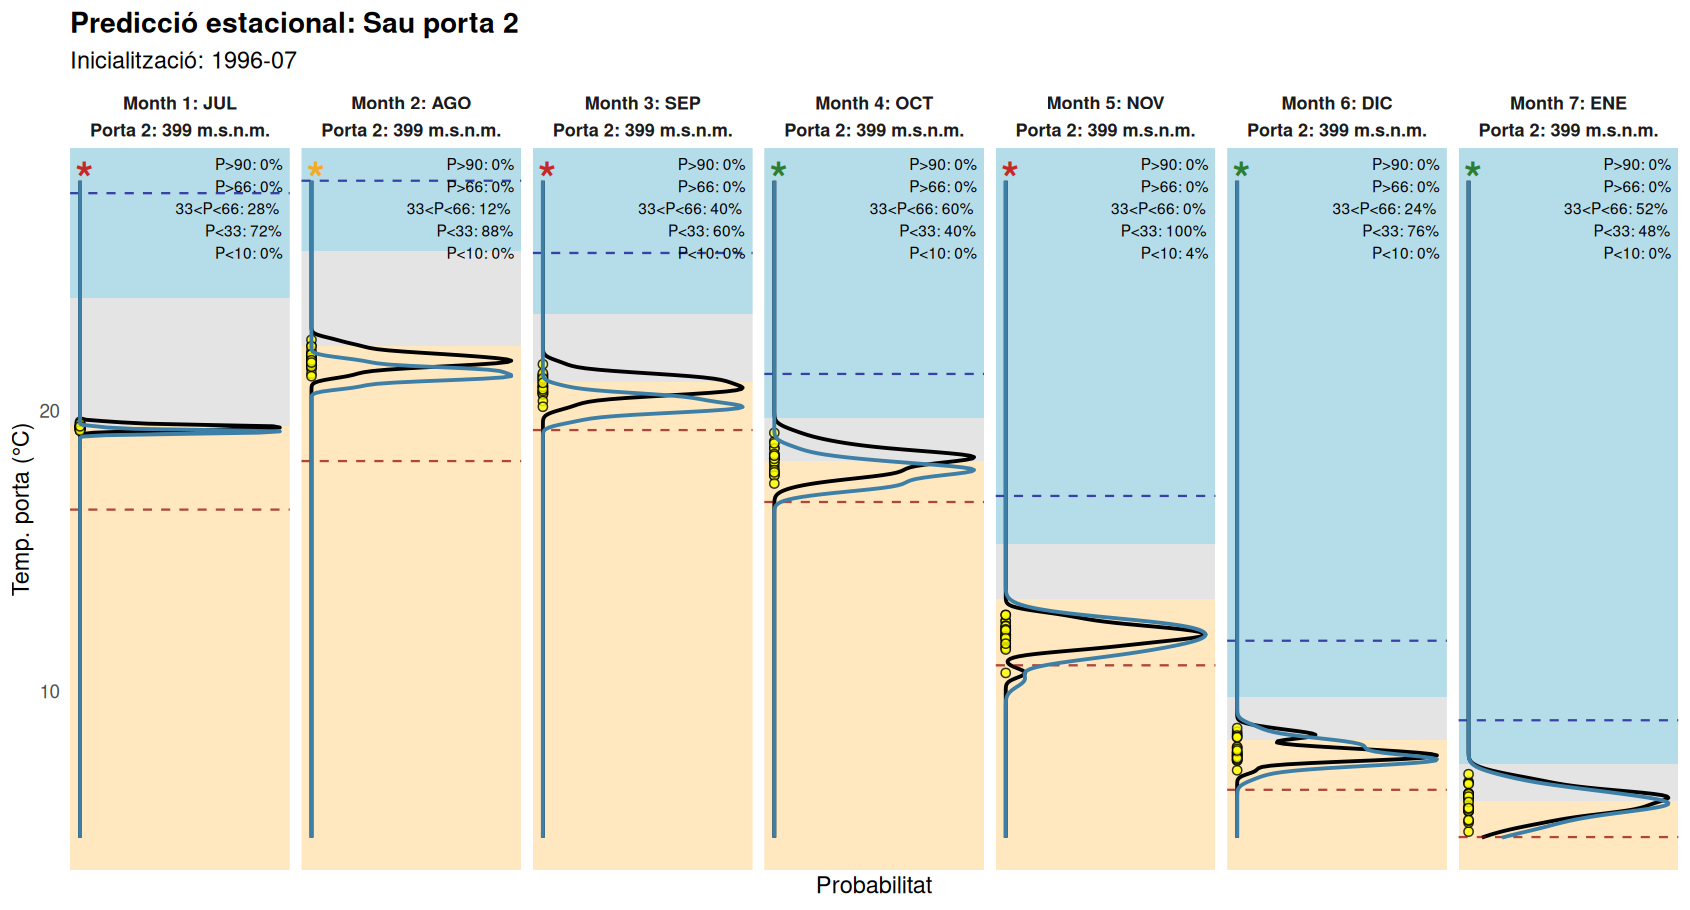 Predicció estacional: Sau porta 2
Inicialització: 1996-07
Month 1: JUL
Porta 2: 399 m.s.n.m.
*
P>90: 0%
P>66: 0%
33<P<66: 28%
P<33: 72%
P<10: 0%
Month 2: AGO
Porta 2: 399 m.s.n.m.
*
P>90: 0%
P>66: 0%
33<P<66: 12%
P<33: 88%
P<10: 0%
Month 3: SEP
Porta 2: 399 m.s.n.m.
*
P>90: 0%
P>66: 0%
33<P<66: 40%
P<33: 60%
P<10: 0%
Month 4: OCT
Porta 2: 399 m.s.n.m.
*
P>90: 0%
P>66: 0%
33<P<66: 60%
P<33: 40%
P<10: 0%
Month 5: NOV
Porta 2: 399 m.s.n.m.
*
P>90: 0%
P>66: 0%
33<P<66: 0%
P<33: 100%
P<10: 4%
Month 6: DIC
Porta 2: 399 m.s.n.m.
*
P>90: 0%
P>66: 0%
33<P<66: 24%
P<33: 76%
P<10: 0%
Month 7: ENE
Porta 2: 399 m.s.n.m.
*
P>90: 0%
P>66: 0%
33<P<66: 52%
P<33: 48%
P<10: 0%
20
10
Temp. porta (°C)
Probabilitat